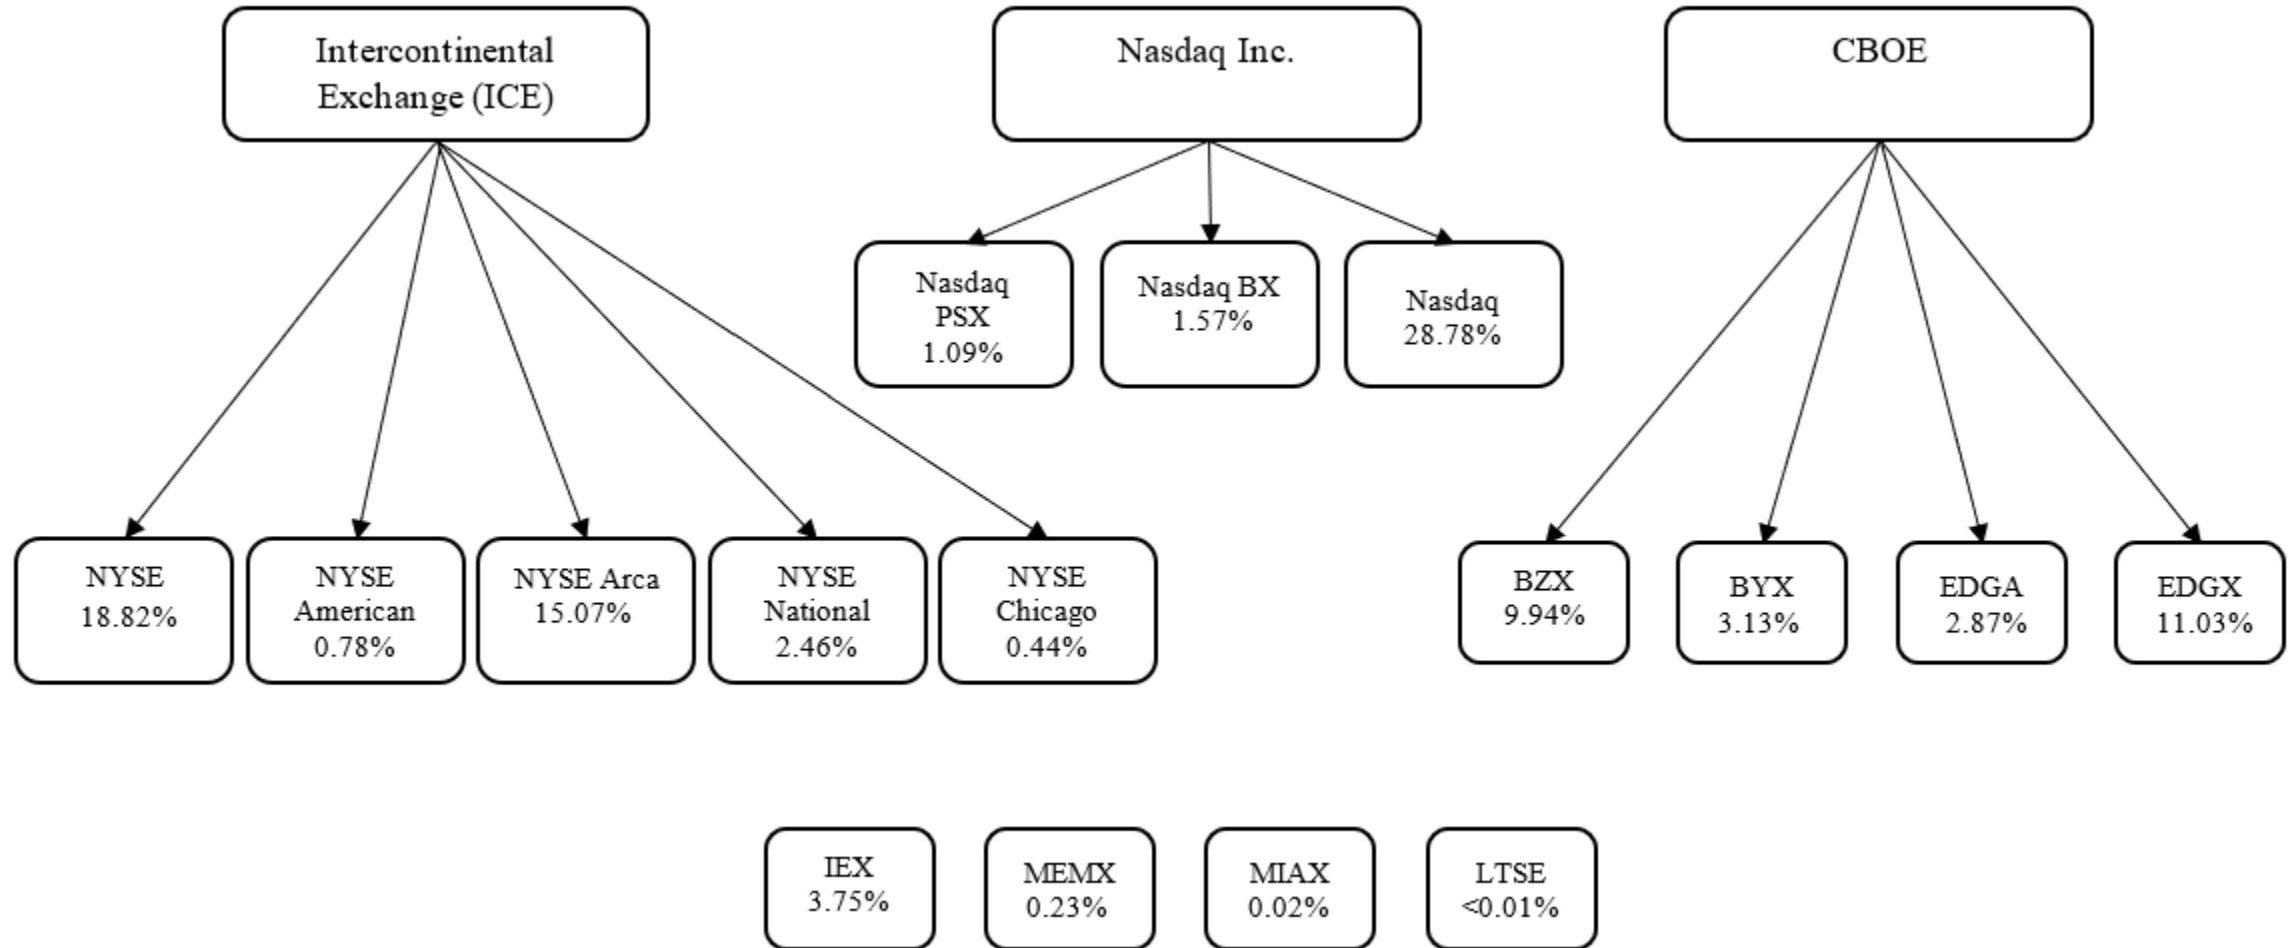 Intercontinental
Exchange (ICE)
Nasdaq Inc.
CBOE
Nasdaq
PSX
1.09%
Nasdaq BX
1.57%
Nasdaq
28.78%
NYSE
18.82%
NYSE
American
0.78%
NYSE Arca
15.07%
NYSE
National
2.46%
NYSE
Chicago
0.44%
BZX
9.94%
BYX
3.13%
EDGA
2.87%
EDGX
11.03%
IEX
3.75%
MEMX
0.23%
MIAX
0.02%
LTSE
<0.01%